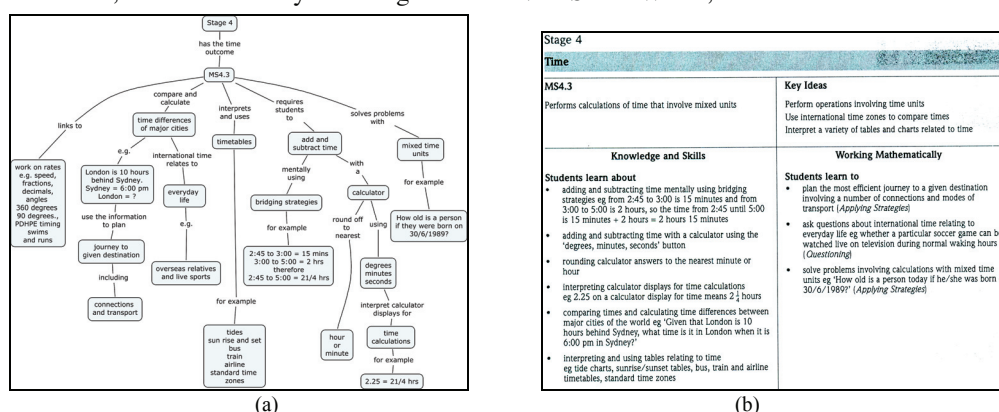 Stage 4
has the time
outcome
MS4.3
links to
compare and
calculate
interprets
and uses
requires
students
to
solves problems
with
time differences
of major cities
timetables
add and
subtract time
mixed time
units
work on rates
e.g. speed,
fractions,
decimals,
angles
360 degrees
90 degrees.,
PDHPE timing
swims
and runs
e.g.
London is 10 hours
behind Sydney.
Sydney = 6:00 pm
London = ?
international time
relates to
everyday
life
mentally
using
with
a
calculator
bridging strategies
for example
How old is a person
if they were born on
30/6/1989?
use the information
to plan
e.g.
round off
to
nearest
using
for example
journey to
given destination
overseas relatives
and live sports
2:45 to 3:00 = 15 mins
3:00 to 5:00 = 2 hrs
therefore
2:45 to 5:00 = 21/4 hrs
degrees
minutes
seconds
including
connections
and transport
for example
interpret calculator
displays for
tides
sun rise and set
bus
train
airline
standard time
zones
hour
or
minute
time
calculations
for example
2.25 = 21/4 hrs
(a)
Stage 4
Time
MS4.3
Performs calculations of time that involve mixed units
Key Ideas
Perform operations involving time units
Use international time zones to compare times
Interpret a variety of tables and charts related to time
Knowledge and Skills
Students learn about
• adding and subtracting time mentally using bridging
strategies eg from 2:45 to 3:00 is 15 minutes and from
3:00 to 5:00 is 2 hours, so the time from 2:45 until 5:00
is 15 minutes + 2 hours = 2 hours 15 minutes
• adding and subtracting time with a calculator using the
'degrees, minutes, seconds' button
• rounding calculator answers to the nearest minute or
hour
• interpreting calculator displays for time calculations
eg 2.25 on a calculator display for time means 2¼ hours
• comparing times and calculating time differences between
major cities of the world eg 'Given that London is 10
hours behind Sydney, what time is it in London when it is
6:00 pm in Sydney?'
• interpreting and using tables relating to time
eg tide charts, sunrise/sunset tables, bus, train and airline
timetables, standard time zones
Working Mathematically
Students learn to
• plan the most efficient journey to a given destination
involving a number of connections and modes of
transport (Applying Strategies)
• ask questions about international time relating to
everyday life eg whether a particular soccer game can be
watched live on television during normal waking hours
(Questioning)
• solve problems involving calculations with mixed time
units eg 'How old is a person today if he/she was born
30/6/1989?' (Applying Strategies)
(b)